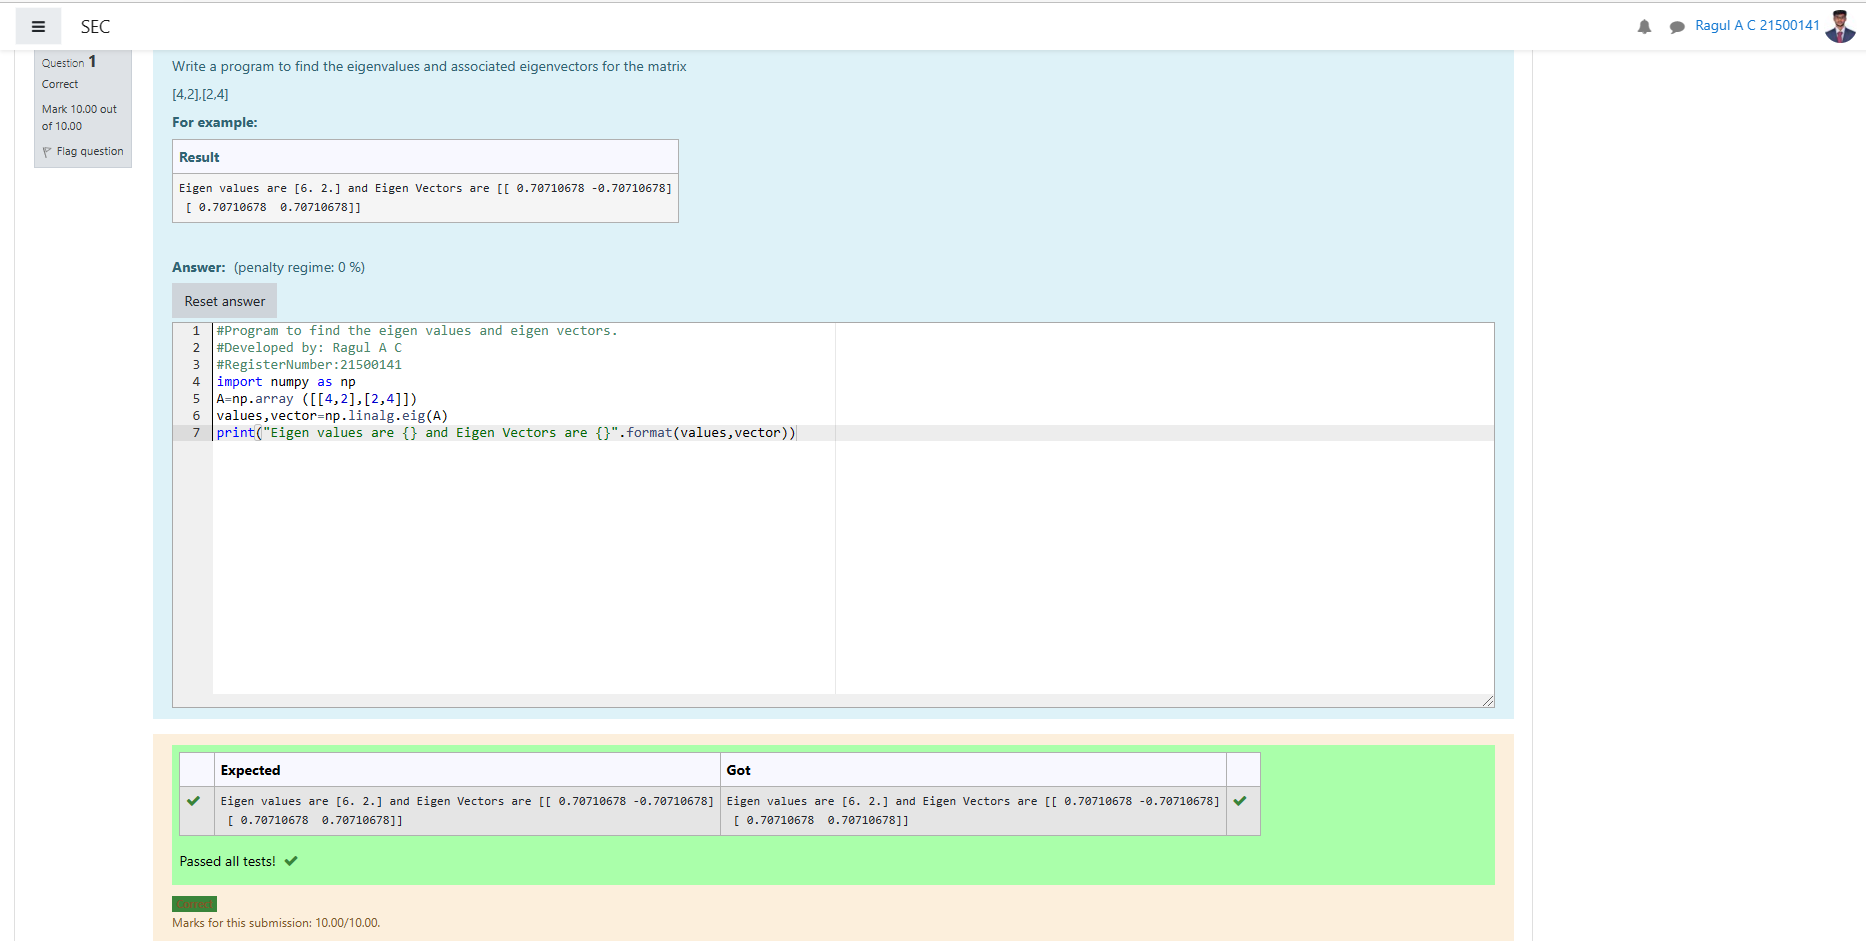 SEC
Ragul A C 21500141
Question 1
Correct
Mark 10.00 out
of 10.00
Flag question
Write a program to find the eigenvalues and associated eigenvectors for the matrix
[4,2],[2,4]
For example:
Result
Eigen values are [6. 2.] and Eigen Vectors are [[ 0.70710678 -0.70710678]
[ 0.70710678  0.70710678]]
Answer: (penalty regime: 0 %)
Reset answer
1 #Program to find the eigen values and eigen vectors.
2 #Developed by: Ragul A C
3 #RegisterNumber:21500141
4 import numpy as np
5 A=np.array ([[4,2],[2,4]])
6 values,vector=np.linalg.eig(A)
7 print("Eigen values are {} and Eigen Vectors are {}".format(values,vector))
Expected Got
Eigen values are [6. 2.] and Eigen Vectors are [[ 0.70710678 -0.70710678] Eigen values are [6. 2.] and Eigen Vectors are [[ 0.70710678 -0.70710678]
[ 0.70710678  0.70710678]] [ 0.70710678  0.70710678]]
Passed all tests!
Correct
Marks for this submission: 10.00/10.00.